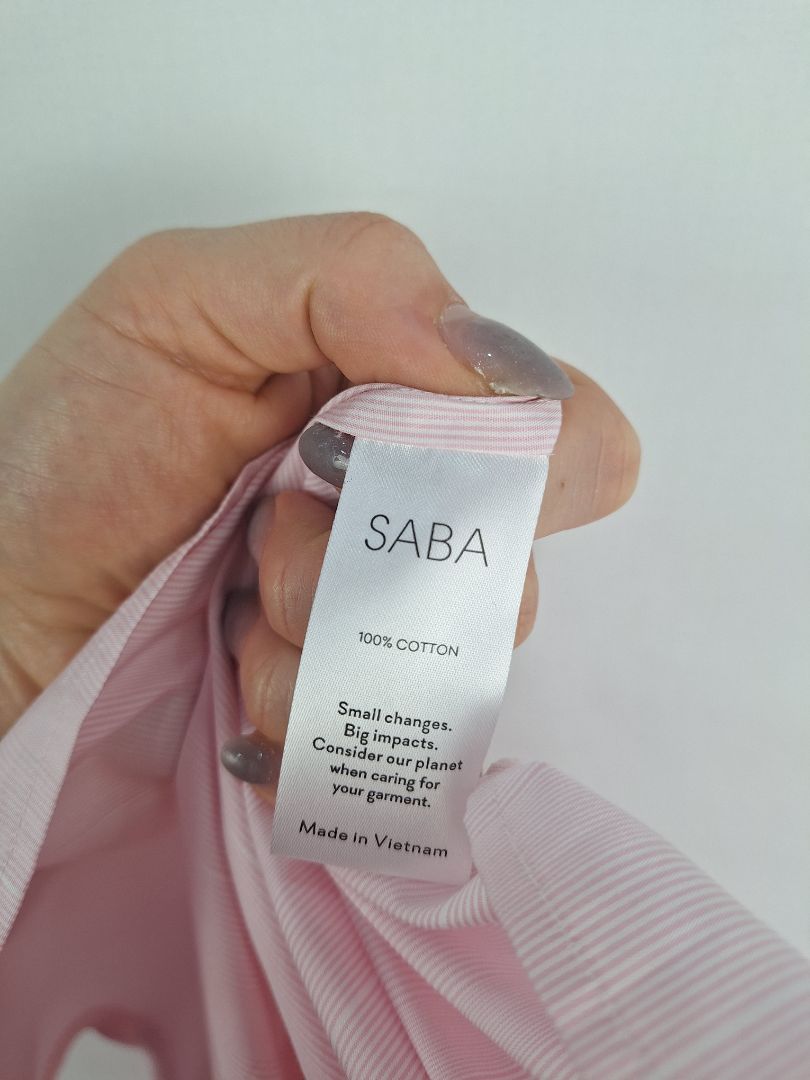 SABA
100% COTTON
Small changes.
Big impacts.
Consider our planet
when caring for
your garment.
Made in Vietnam